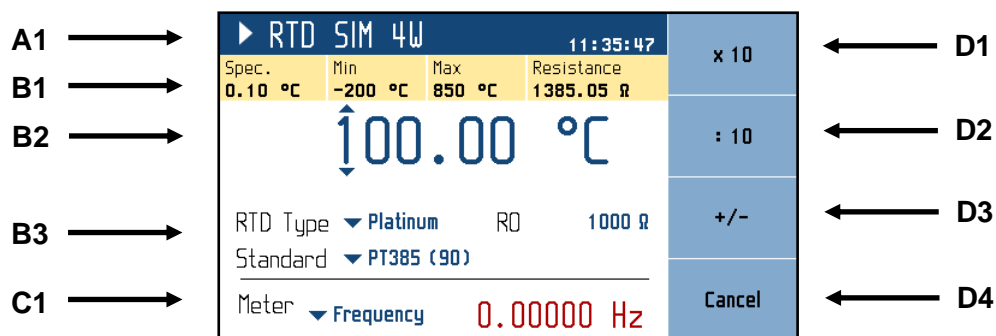 A1
B1
B2
B3
C1
RTD SIM 4W 11:35:47
Spec. Min Max Resistance
0.10 °C -200 °C 850 °C 1385.05 Ω
100.00 °C
RTD Type Platinum R0 1000 Ω
Standard PT385 (90)
Meter Frequency 0.00000 Hz
x 10
: 10
+/-
Cancel
D1
D2
D3
D4